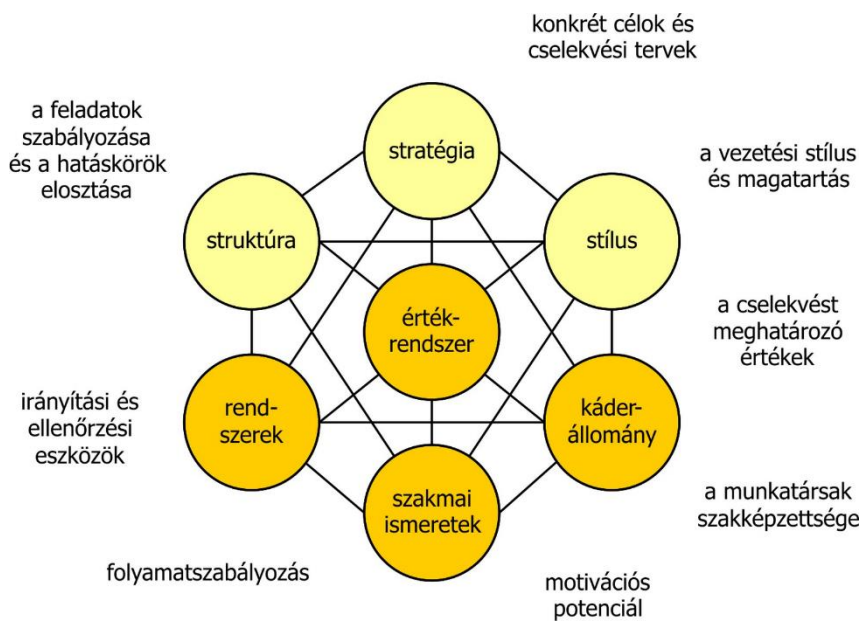 konkrét célok és
cselekvési tervek
a feladatok
szabályozása
és a hatáskörök
elosztása
stratégia
a vezetési stílus
és magatartás
struktúra
stílus
érték-
rendszer
a cselekvést
meghatározó
értékek
irányítási és
ellenőrzési
eszközök
rend-
szerek
káder-
állomány
szakmai
ismeretek
a munkatársak
szakképzettsége
folyamatszabályozás
motivációs
potenciál